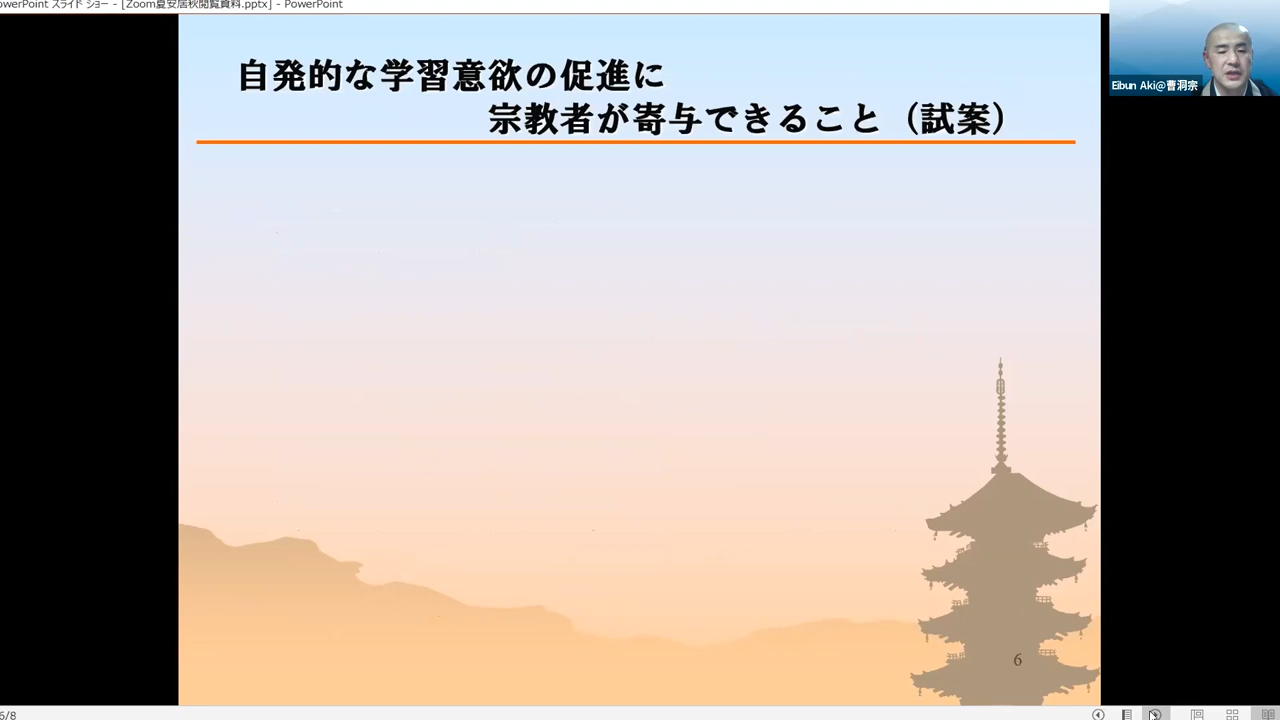 owerPoint スライド ショー - [Zoom夏安居秋閲覧資料.pptx] - PowerPoint
自発的な学習意欲の促進に
宗教者が寄与できること（試案）
Eibun Aki@曹洞宗
6
6/8